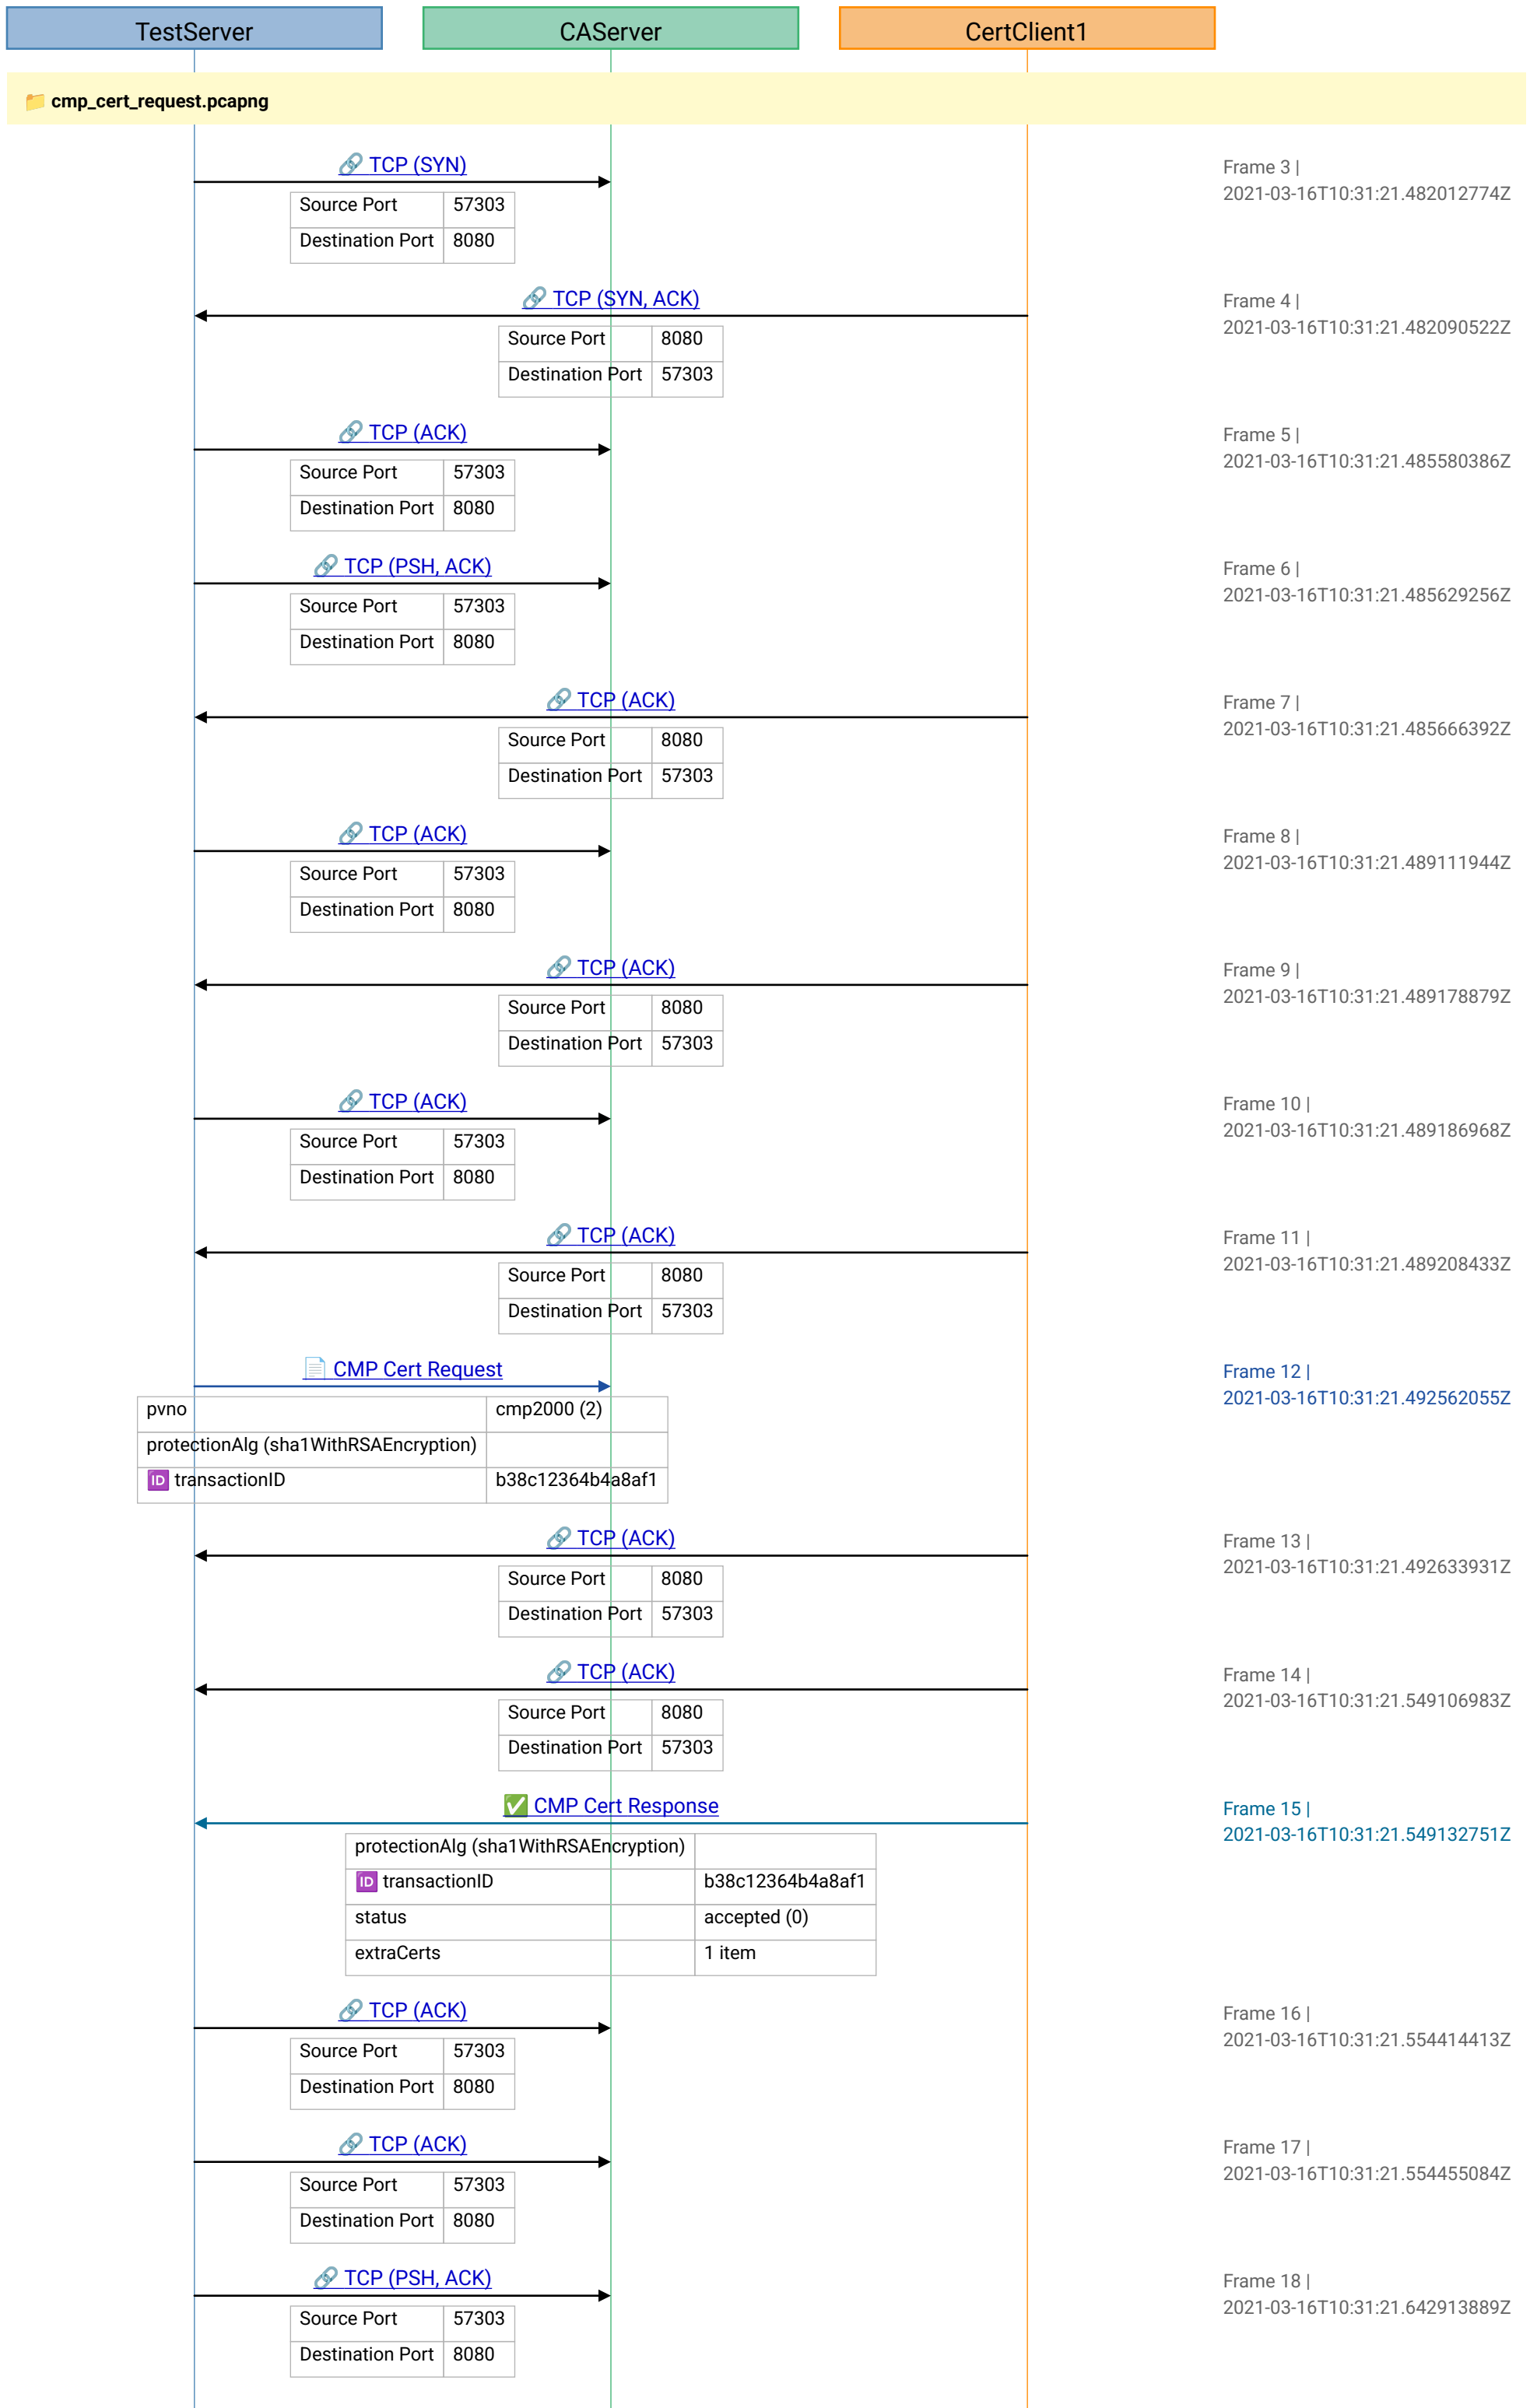 TestServer
CAServer
CertClient1
cmp_cert_request.pcapng
TCP (SYN)
Frame 3 |
2021-03-16T10:31:21.482012774Z
Source Port 57303
Destination Port 8080
TCP (SYN, ACK)
Frame 4 |
2021-03-16T10:31:21.482090522Z
Source Port 8080
Destination Port 57303
TCP (ACK)
Frame 5 |
2021-03-16T10:31:21.485580386Z
Source Port 57303
Destination Port 8080
TCP (PSH, ACK)
Frame 6 |
2021-03-16T10:31:21.485629256Z
Source Port 57303
Destination Port 8080
TCP (ACK)
Frame 7 |
2021-03-16T10:31:21.485666392Z
Source Port 8080
Destination Port 57303
TCP (ACK)
Frame 8 |
2021-03-16T10:31:21.489111944Z
Source Port 57303
Destination Port 8080
TCP (ACK)
Frame 9 |
2021-03-16T10:31:21.489178879Z
Source Port 8080
Destination Port 57303
TCP (ACK)
Frame 10 |
2021-03-16T10:31:21.489186968Z
Source Port 57303
Destination Port 8080
TCP (ACK)
Frame 11 |
2021-03-16T10:31:21.489208433Z
Source Port 8080
Destination Port 57303
CMP Cert Request
Frame 12 |
2021-03-16T10:31:21.492562055Z
pvno cmp2000 (2)
protectionAlg (sha1WithRSAEncryption)
🆔 transactionID b38c12364b4a8af1
TCP (ACK)
Frame 13 |
2021-03-16T10:31:21.492633931Z
Source Port 8080
Destination Port 57303
TCP (ACK)
Frame 14 |
2021-03-16T10:31:21.549106983Z
Source Port 8080
Destination Port 57303
CMP Cert Response
Frame 15 |
2021-03-16T10:31:21.549132751Z
protectionAlg (sha1WithRSAEncryption)
🆔 transactionID b38c12364b4a8af1
status accepted (0)
extraCerts 1 item
TCP (ACK)
Frame 16 |
2021-03-16T10:31:21.554414413Z
Source Port 57303
Destination Port 8080
TCP (ACK)
Frame 17 |
2021-03-16T10:31:21.554455084Z
Source Port 57303
Destination Port 8080
TCP (PSH, ACK)
Frame 18 |
2021-03-16T10:31:21.642913889Z
Source Port 57303
Destination Port 8080